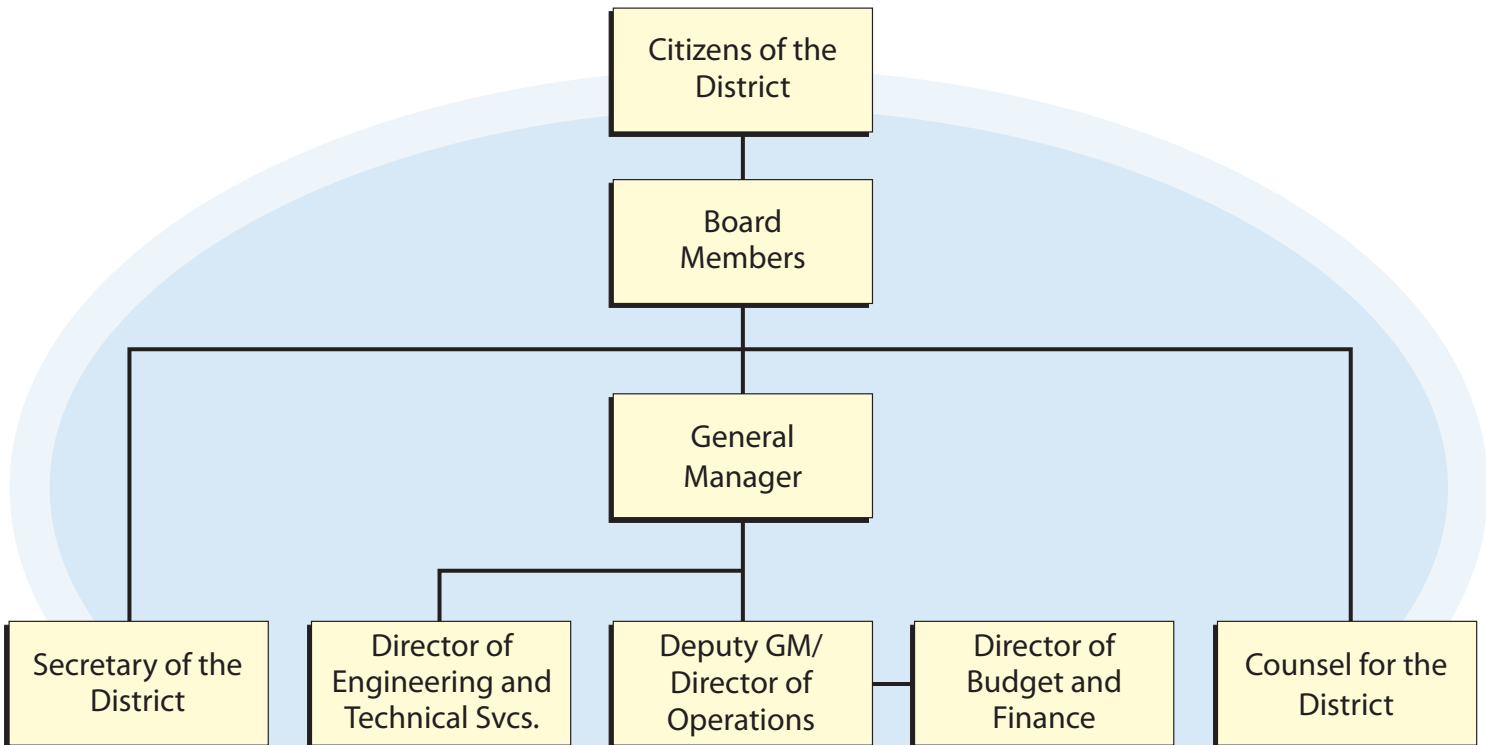 Citizens of the
District
Board
Members
General
Manager
Secretary of the
District
Director of
Engineering and
Technical Svcs.
Deputy GM/
Director of
Operations
Director of
Budget and
Finance
Counsel for the
District